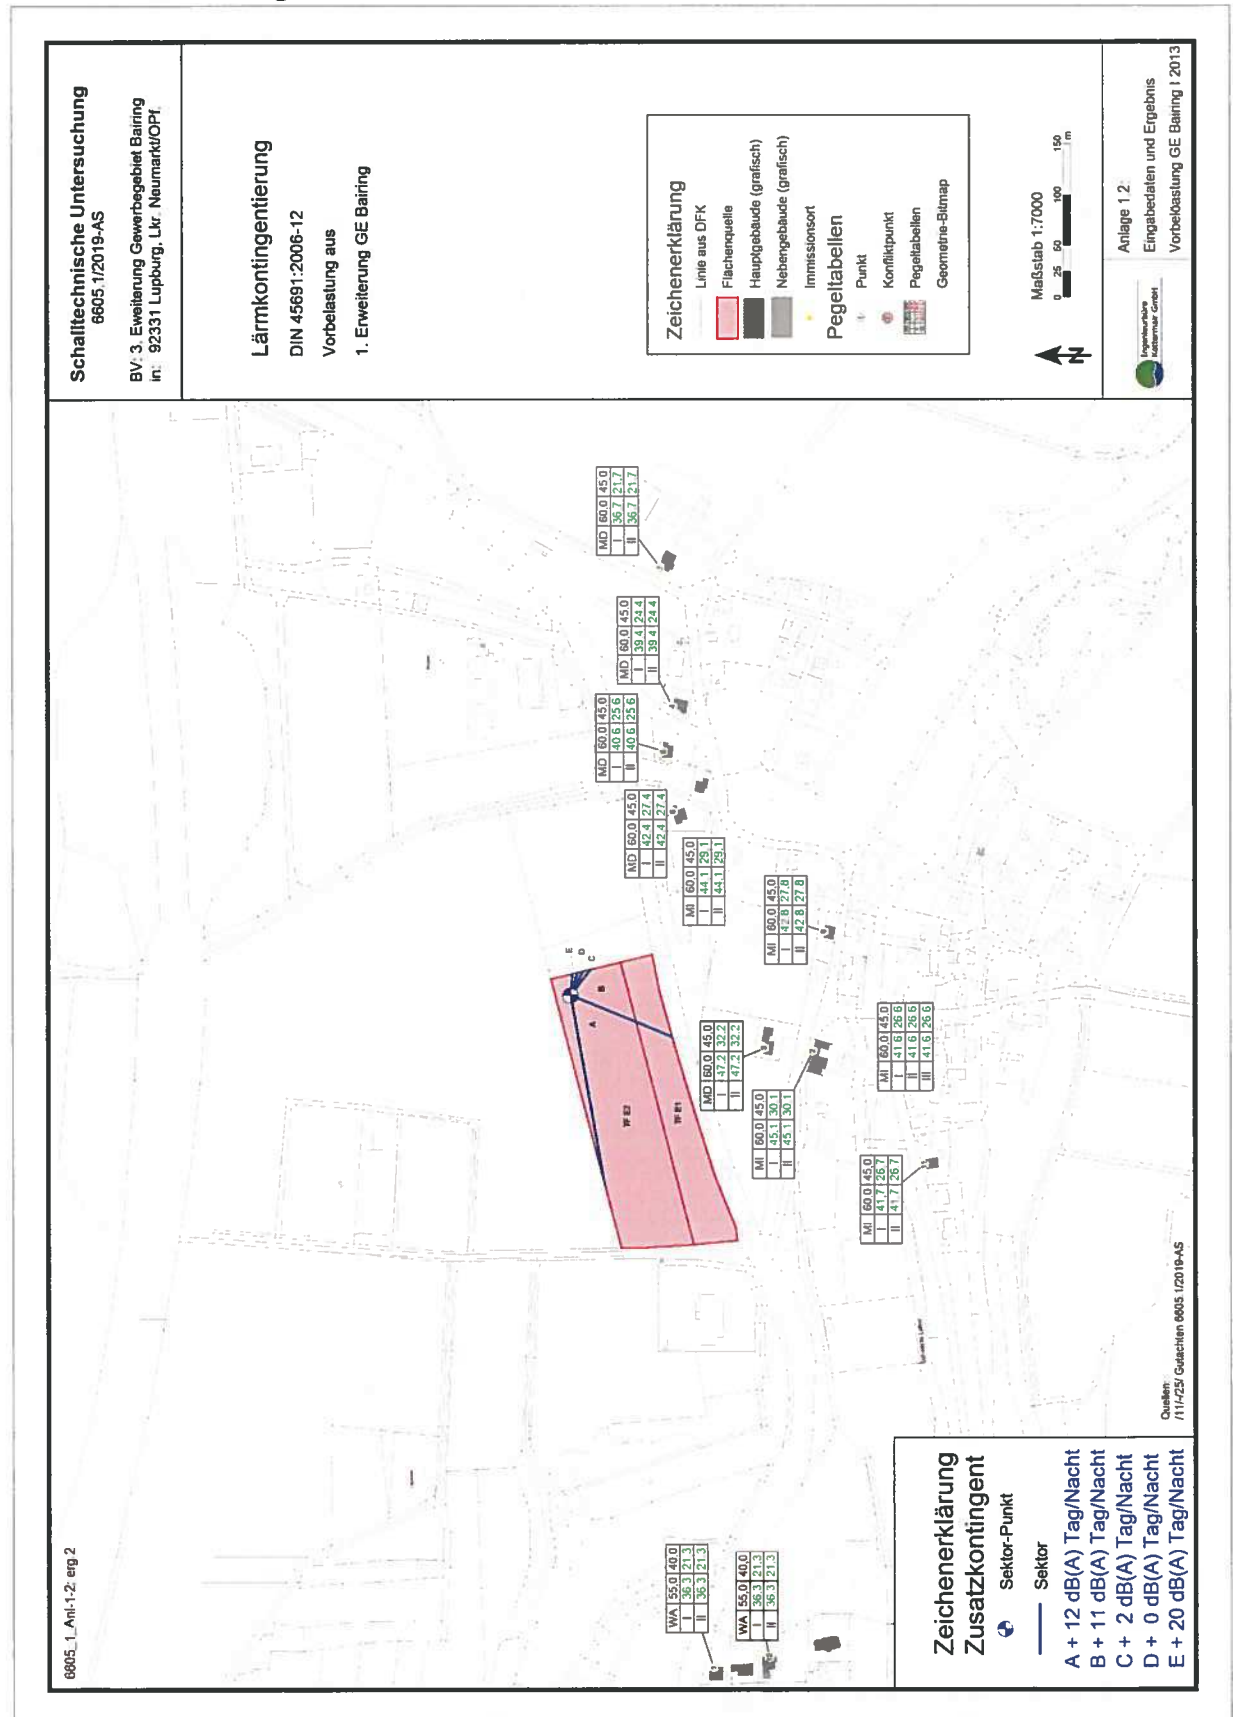 6605_1_Anl-1-2; erg.2
Schalltechnische Untersuchung
6605.1/2019-AS
BV: 3. Eweiterung Gewerbegebiet Bairing
in: 92331 Lupburg, Lkr. Neumarkt/OPf.
Lärmkontingentierung
DIN 45691:2006-12
Vorbelastung aus
1. Erweiterung GE Bairing
Zeichenerklärung
Linie aus DFK
Flächenquelle
Hauptgebäude (grafisch)
Nebengebäude (grafisch)
Immissionsort
Pegeltabellen
Punkt
Konfliktpunkt
Pegeltabellen
Geometrie-Bitmap
Maßstab 1:7000
0 25 50 100 150
m
N
Ingenieurbüro
Kottermair GmbH
Anlage 1.2:
Eingabedaten und Ergebnis
Vorbeloastung GE Bairing I 2013
MD 60,0 45,0
I 36,7 21,7
II 36,7 21,7
MD 60,0 45,0
I 39,4 24,4
II 39,4 24,4
MD 60,0 45,0
I 40,6 25,6
II 40,6 25,6
MD 60,0 45,0
I 42,4 27,4
II 42,4 27,4
MI 60,0 45,0
I 44,1 29,1
II 44,1 29,1
MI 60,0 45,0
I 42,8 27,8
II 42,8 27,8
MD 60,0 45,0
I 47,2 32,2
II 47,2 32,2
MI 60,0 45,0
I 45,1 30,1
II 45,1 30,1
MI 60,0 45,0
I 41,6 26,6
II 41,6 26,6
III 41,6 26,6
MI 60,0 45,0
I 41,7 26,7
II 41,7 26,7
WA 55,0 40,0
I 36,3 21,3
II 36,3 21,3
WA 55,0 40,0
I 36,3 21,3
II 36,3 21,3
A
B
C
D
E
TF E2
TF E1
Zeichenerklärung
Zusatzkontingent
Sektor-Punkt
Sektor
A + 12 dB(A) Tag/Nacht
B + 11 dB(A) Tag/Nacht
C + 2 dB(A) Tag/Nacht
D + 0 dB(A) Tag/Nacht
E + 20 dB(A) Tag/Nacht
Quellen:
/11/-/25/ Gutachten 6605.1/2019-AS